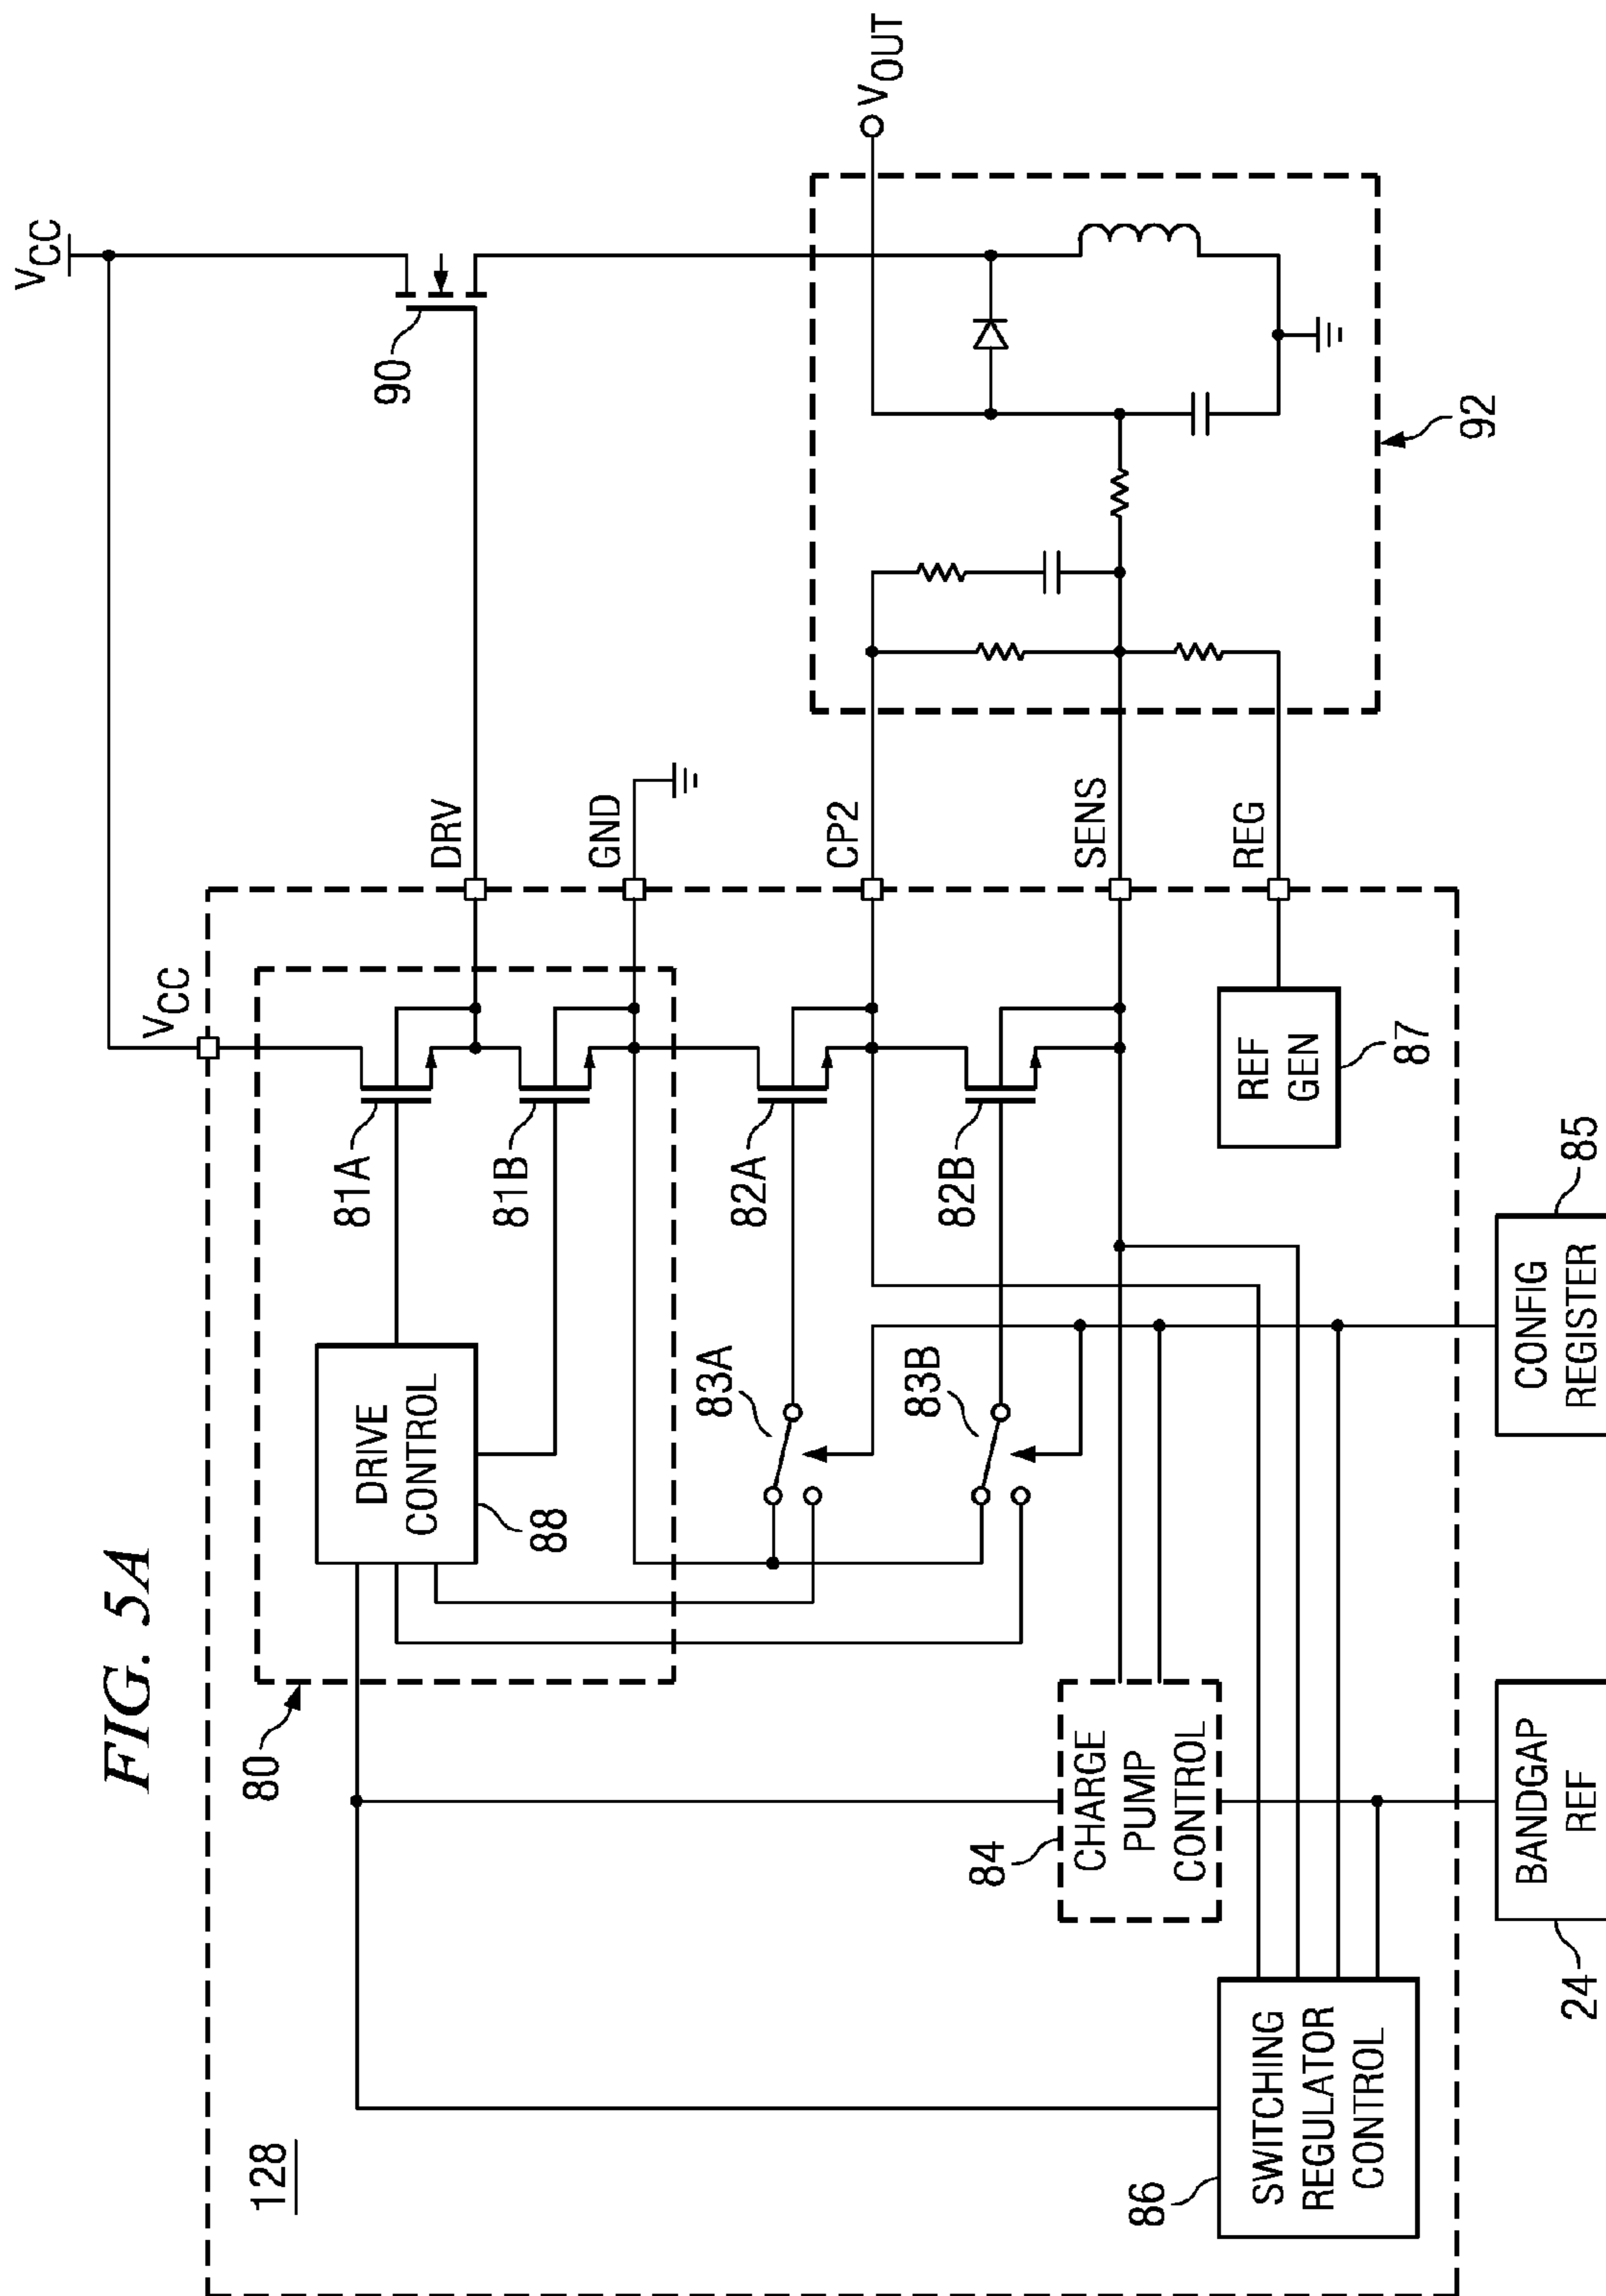 FIG. 5A
128
80
DRIVE
CONTROL
88
81A
81B
VCC
VCC
DRV
GND
90
83A
83B
82A
82B
CP2
SENS
REG
VOUT
92
84
CHARGE
PUMP
CONTROL
REF
GEN
87
86
SWITCHING
REGULATOR
CONTROL
24
BANDGAP
REF
CONFIG
REGISTER
85